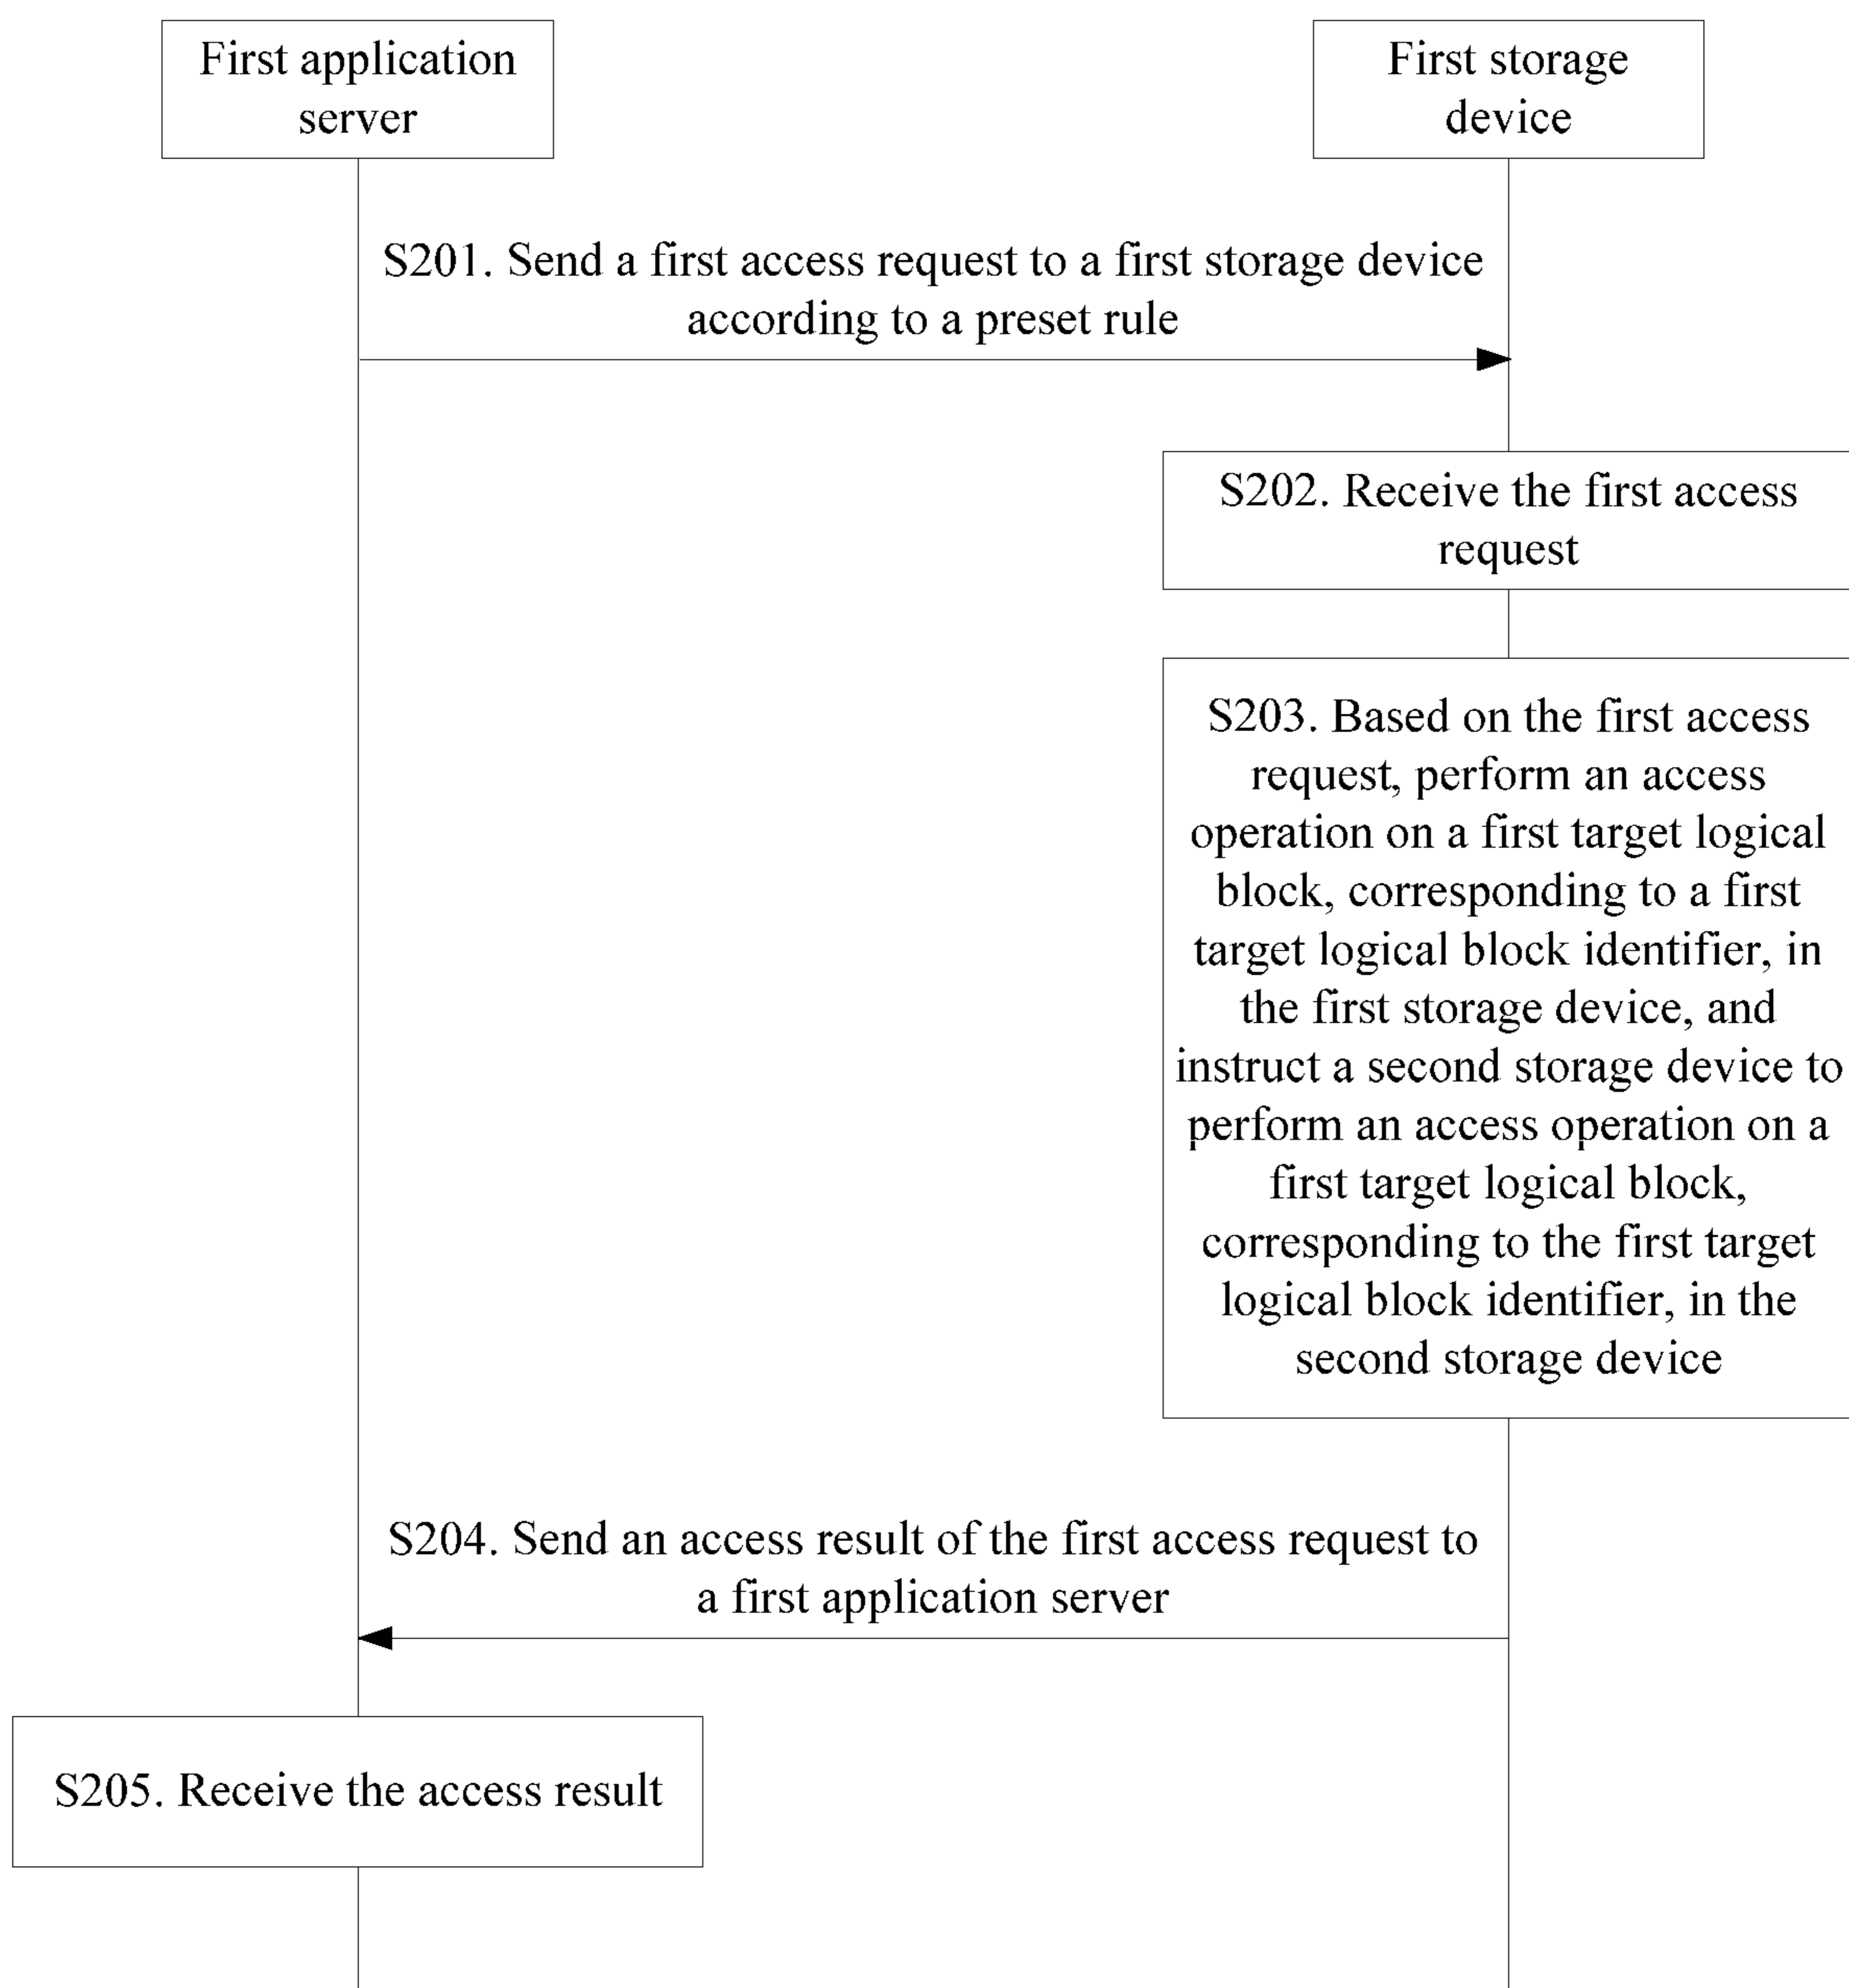 First application
server
First storage
device
S201. Send a first access request to a first storage device
according to a preset rule
S202. Receive the first access
request
S203. Based on the first access
request, perform an access
operation on a first target logical
block, corresponding to a first
target logical block identifier, in
the first storage device, and
instruct a second storage device to
perform an access operation on a
first target logical block,
corresponding to the first target
logical block identifier, in the
second storage device
S204. Send an access result of the first access request to
a first application server
S205. Receive the access result